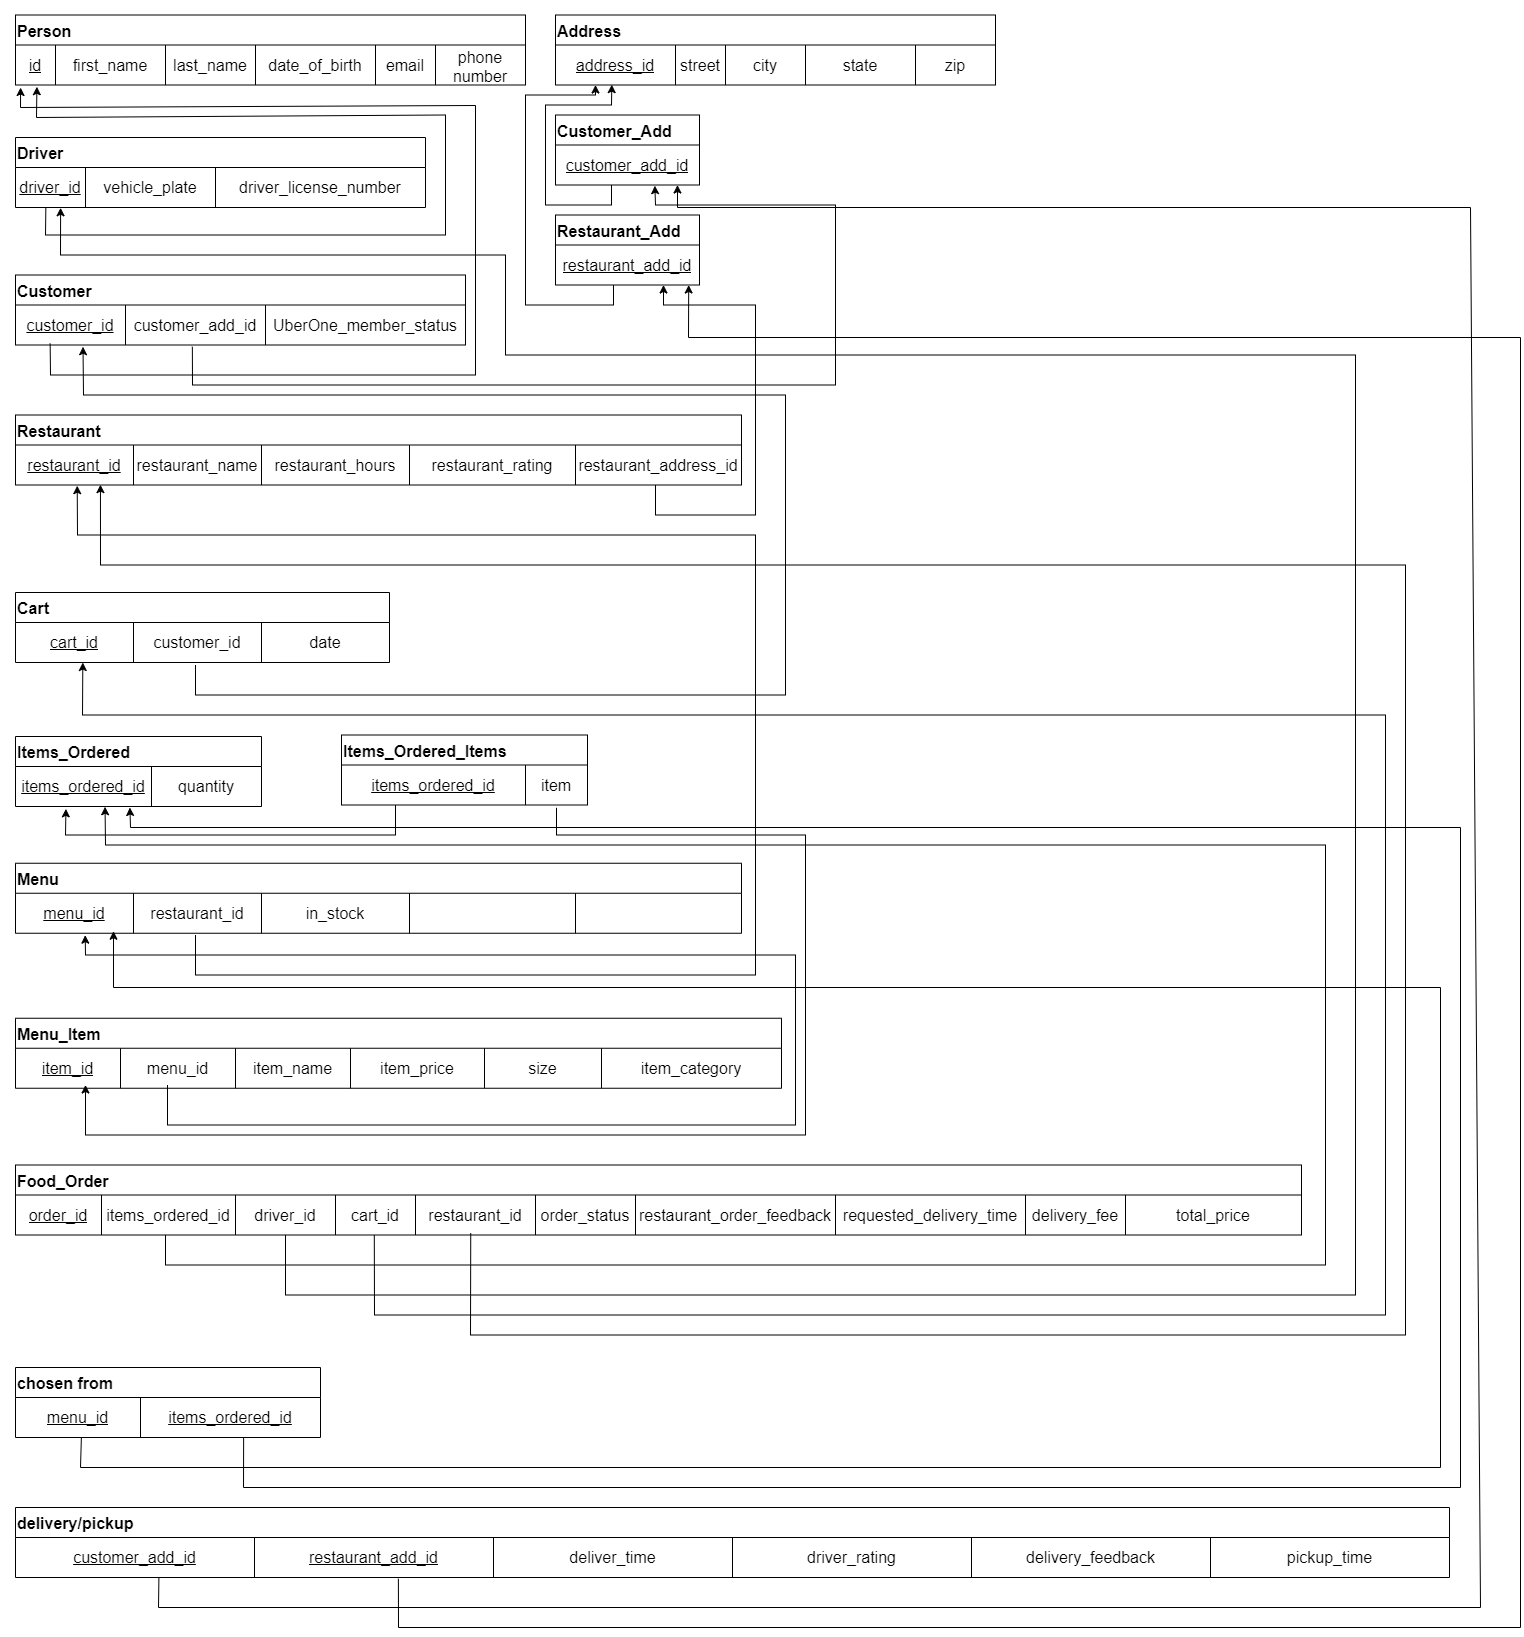 Person
id first_name last_name date_of_birth email phone number
Address
address_id street city state zip
Customer_Add
customer_add_id
Driver
driver_id vehicle_plate driver_license_number
Restaurant_Add
restaurant_add_id
Customer
customer_id customer_add_id UberOne_member_status
Restaurant
restaurant_id restaurant_name restaurant_hours restaurant_rating restaurant_address_id
Cart
cart_id customer_id date
Items_Ordered
items_ordered_id quantity
Items_Ordered_Items
items_ordered_id item
Menu
menu_id restaurant_id in_stock
Menu_Item
item_id menu_id item_name item_price size item_category
Food_Order
order_id items_ordered_id driver_id cart_id restaurant_id order_status restaurant_order_feedback requested_delivery_time delivery_fee total_price
chosen from
menu_id items_ordered_id
delivery/pickup
customer_add_id restaurant_add_id deliver_time driver_rating delivery_feedback pickup_time